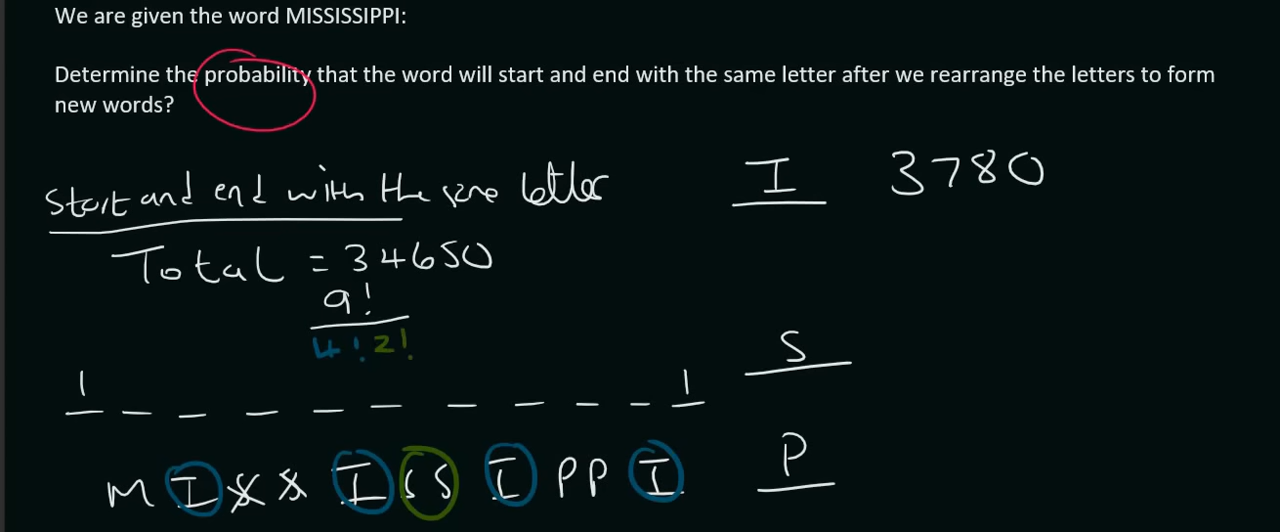 We are given the word MISSISSIPPI:
Determine the probability that the word will start and end with the same letter after we rearrange the letters to form
new words?
Start and end with the same letter
I 3780
Total = 34650
9!
4! 2!
S
1 1
P
M I S S I S S I P P I